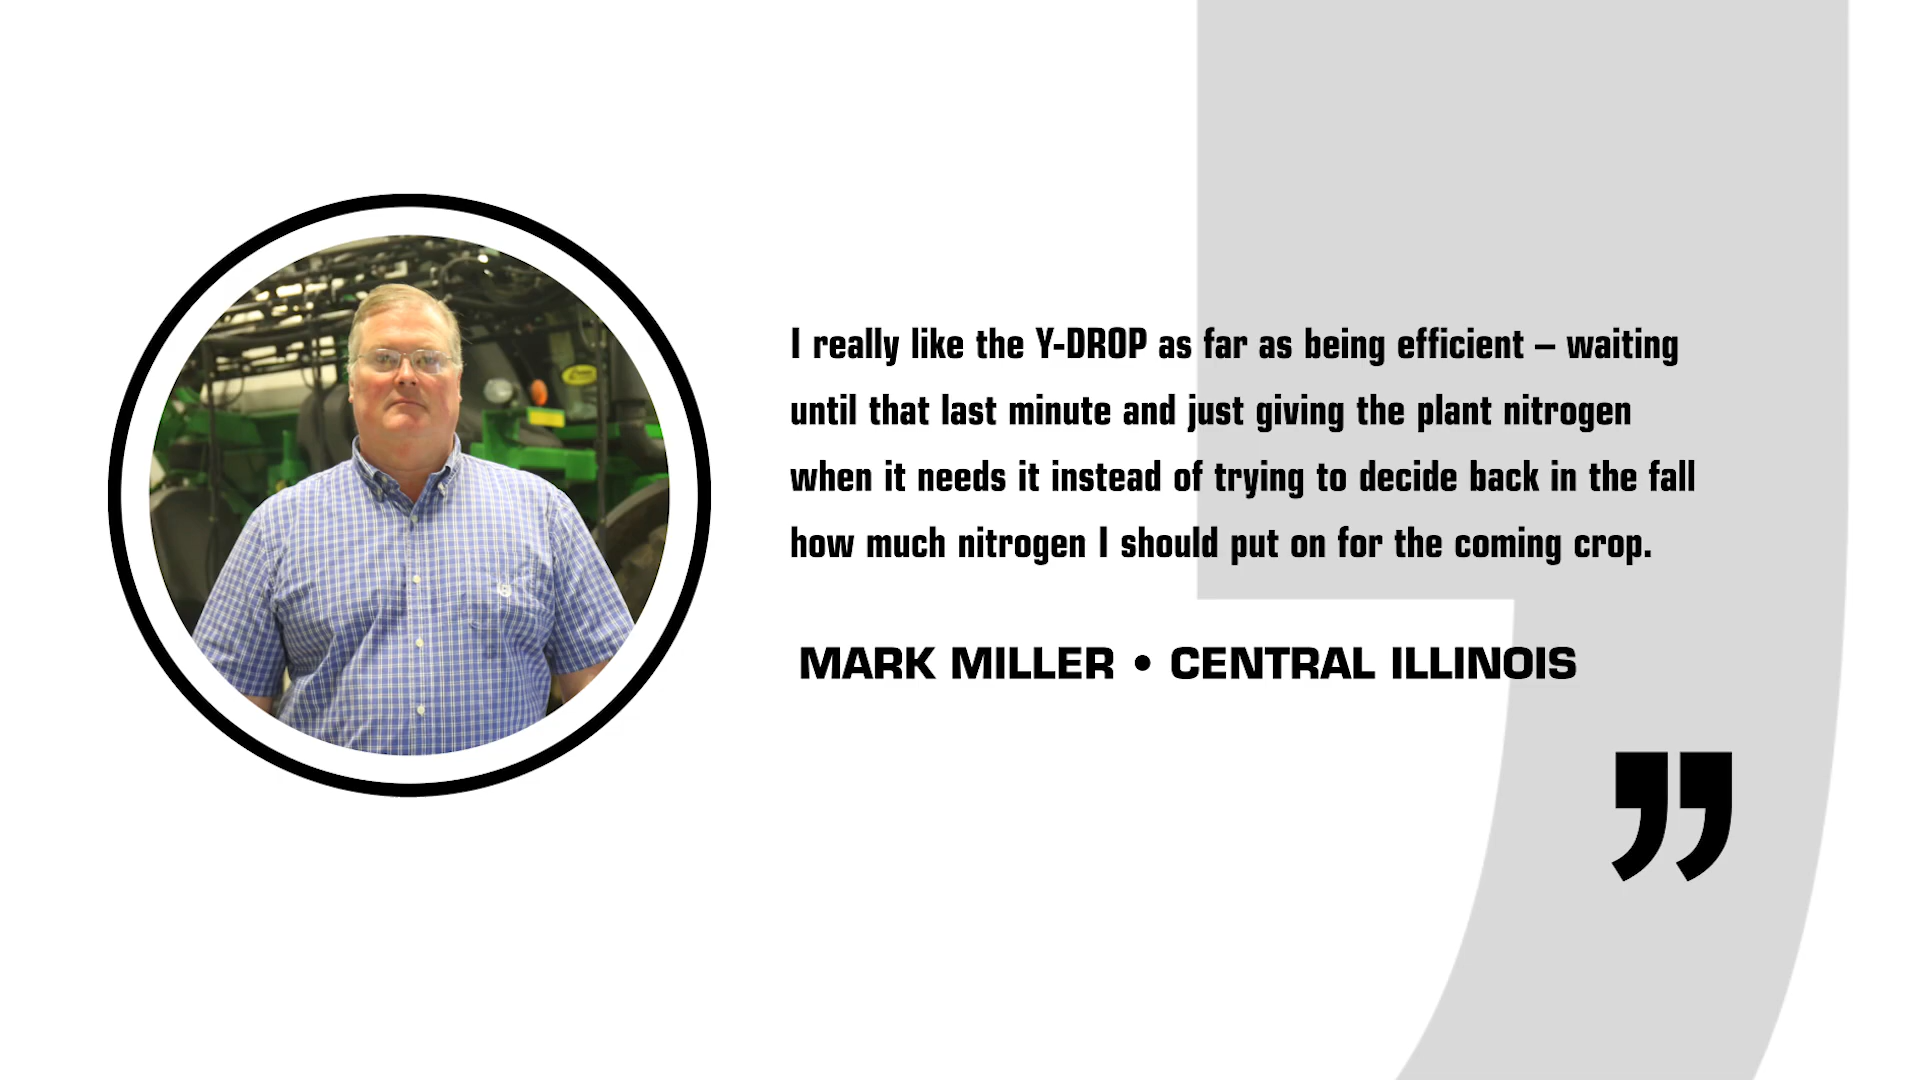 I really like the Y-DROP as far as being efficient – waiting
until that last minute and just giving the plant nitrogen
when it needs it instead of trying to decide back in the fall
how much nitrogen I should put on for the coming crop.
MARK MILLER • CENTRAL ILLINOIS
”